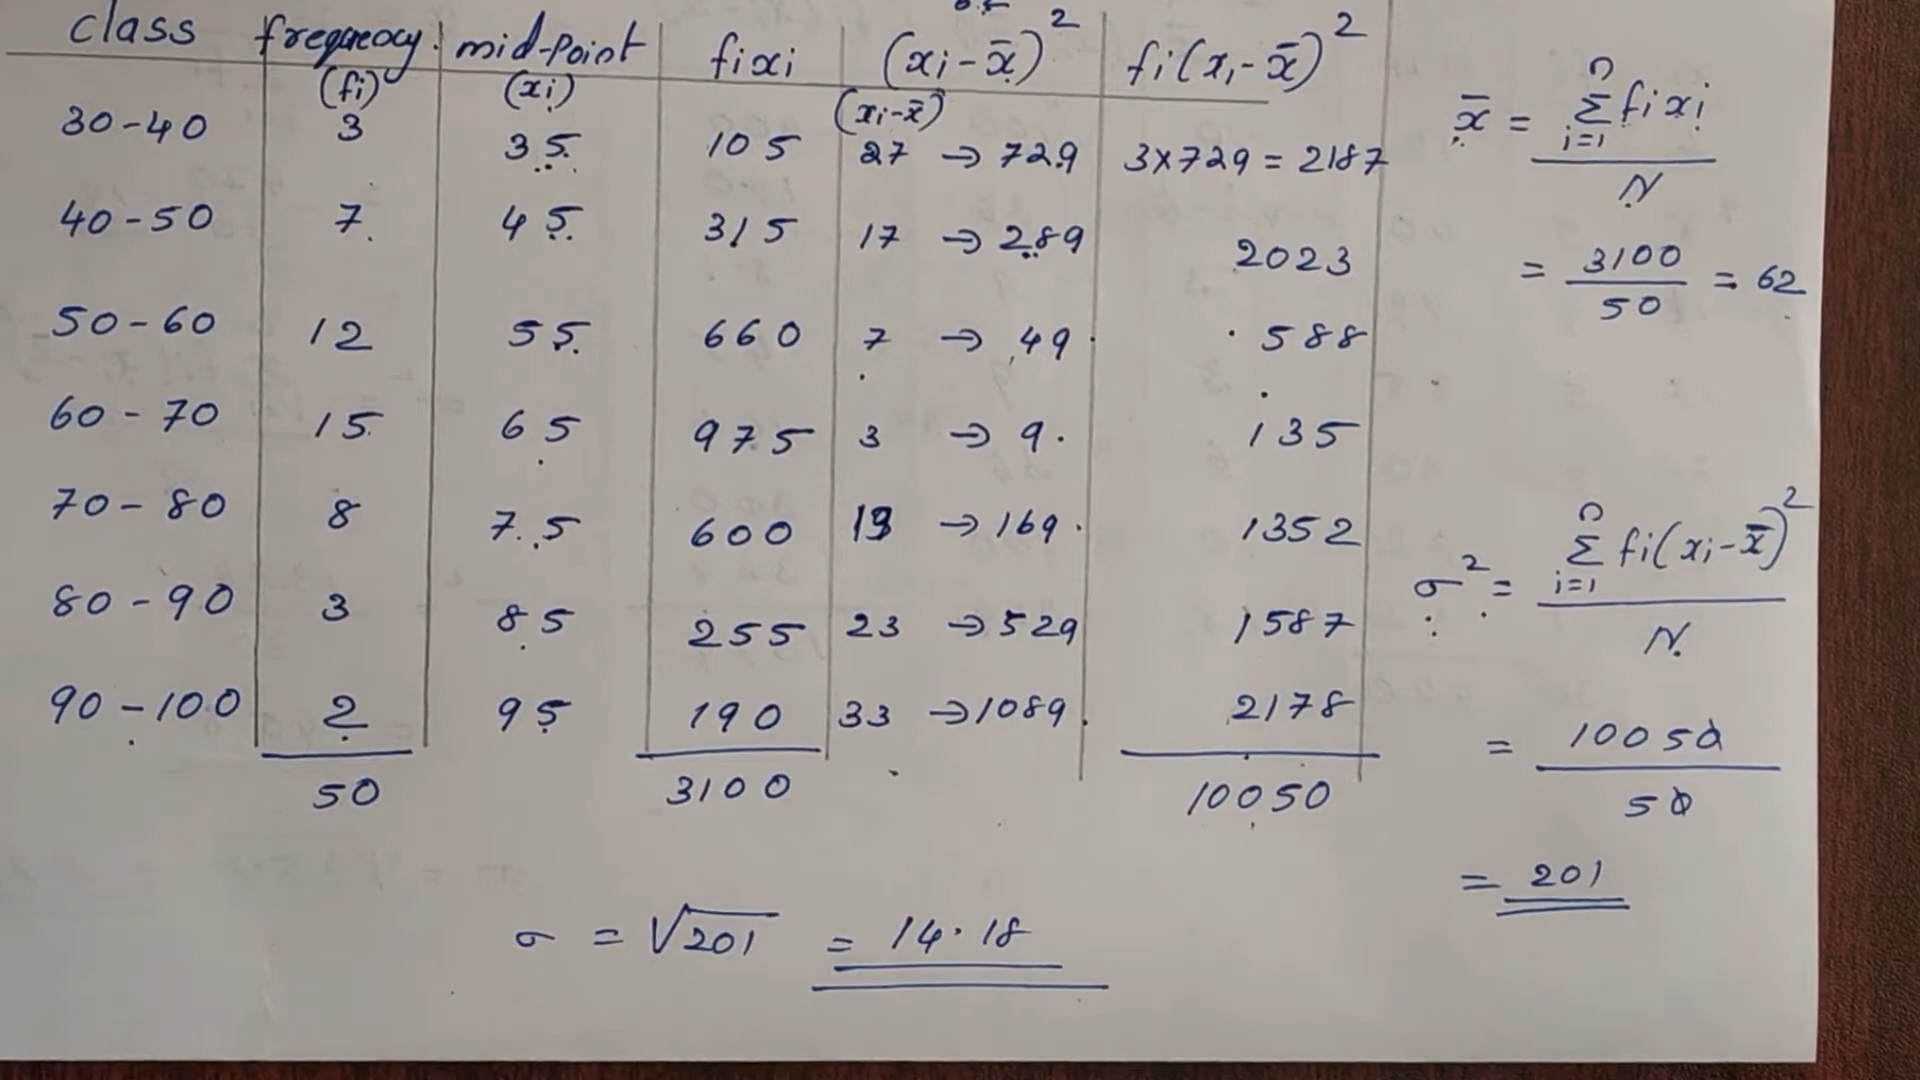 class frequency mid-point fixi (xi-x̄)² fi(xi-x̄)²
(fi) (xi) (xi-x̄)
30-40 3 35 105 27 → 729 3×729 = 2187
40-50 7 45 315 17 → 289 2023
50-60 12 55 660 7 → 49 588
60-70 15 65 975 3 → 9 135
70-80 8 75 600 13 → 169 1352
80-90 3 85 255 23 → 529 1587
90-100 2 95 190 33 → 1089 2178
50 3100 10050
σ = √201 = 14.18
x̄ = n Σ i=1 fixi / N
= 3100 / 50 = 62
σ² = n Σ i=1 fi(xi-x̄)² / N
= 10050 / 50
= 201